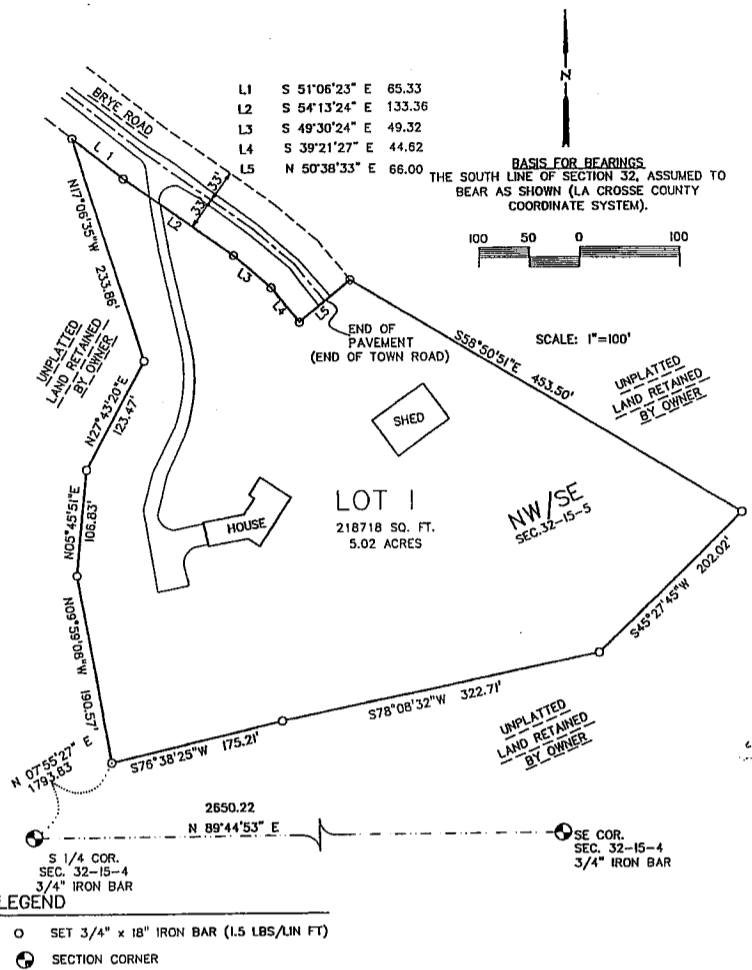 L1 S 51°06'23" E 65.33
L2 S 54°13'24" E 133.36
L3 S 49°30'24" E 49.32
L4 S 39°21'27" E 44.62
L5 N 50°38'33" E 66.00
N
BASIS FOR BEARINGS
THE SOUTH LINE OF SECTION 32, ASSUMED TO
BEAR AS SHOWN (LA CROSSE COUNTY
COORDINATE SYSTEM).
100 50 0 100
SCALE: 1"=100'
BRYE ROAD
L 1
L2
33'
33'
L3
L4
L5
END OF
PAVEMENT
(END OF TOWN ROAD)
N17°06'35"W 233.86'
UNPLATTED
LAND RETAINED
BY OWNER
N27°43'20"E
123.47'
N05°45'51"E
106.83'
N09°59'08"W 190.57'
S58°50'51"E 453.50'
UNPLATTED
LAND RETAINED
BY OWNER
SHED
HOUSE
LOT 1
218718 SQ. FT.
5.02 ACRES
NW/SE
SEC.32-15-5
S45°27'45"W 202.02'
S78°08'32"W 322.71'
S76°38'25"W 175.21'
UNPLATTED
LAND RETAINED
BY OWNER
N 07°55'27" E
1793.83
2650.22
N 89°44'53" E
S 1/4 COR.
SEC. 32-15-4
3/4" IRON BAR
SE COR.
SEC. 32-15-4
3/4" IRON BAR
LEGEND
SET 3/4" x 18" IRON BAR (1.5 LBS/LIN FT)
SECTION CORNER